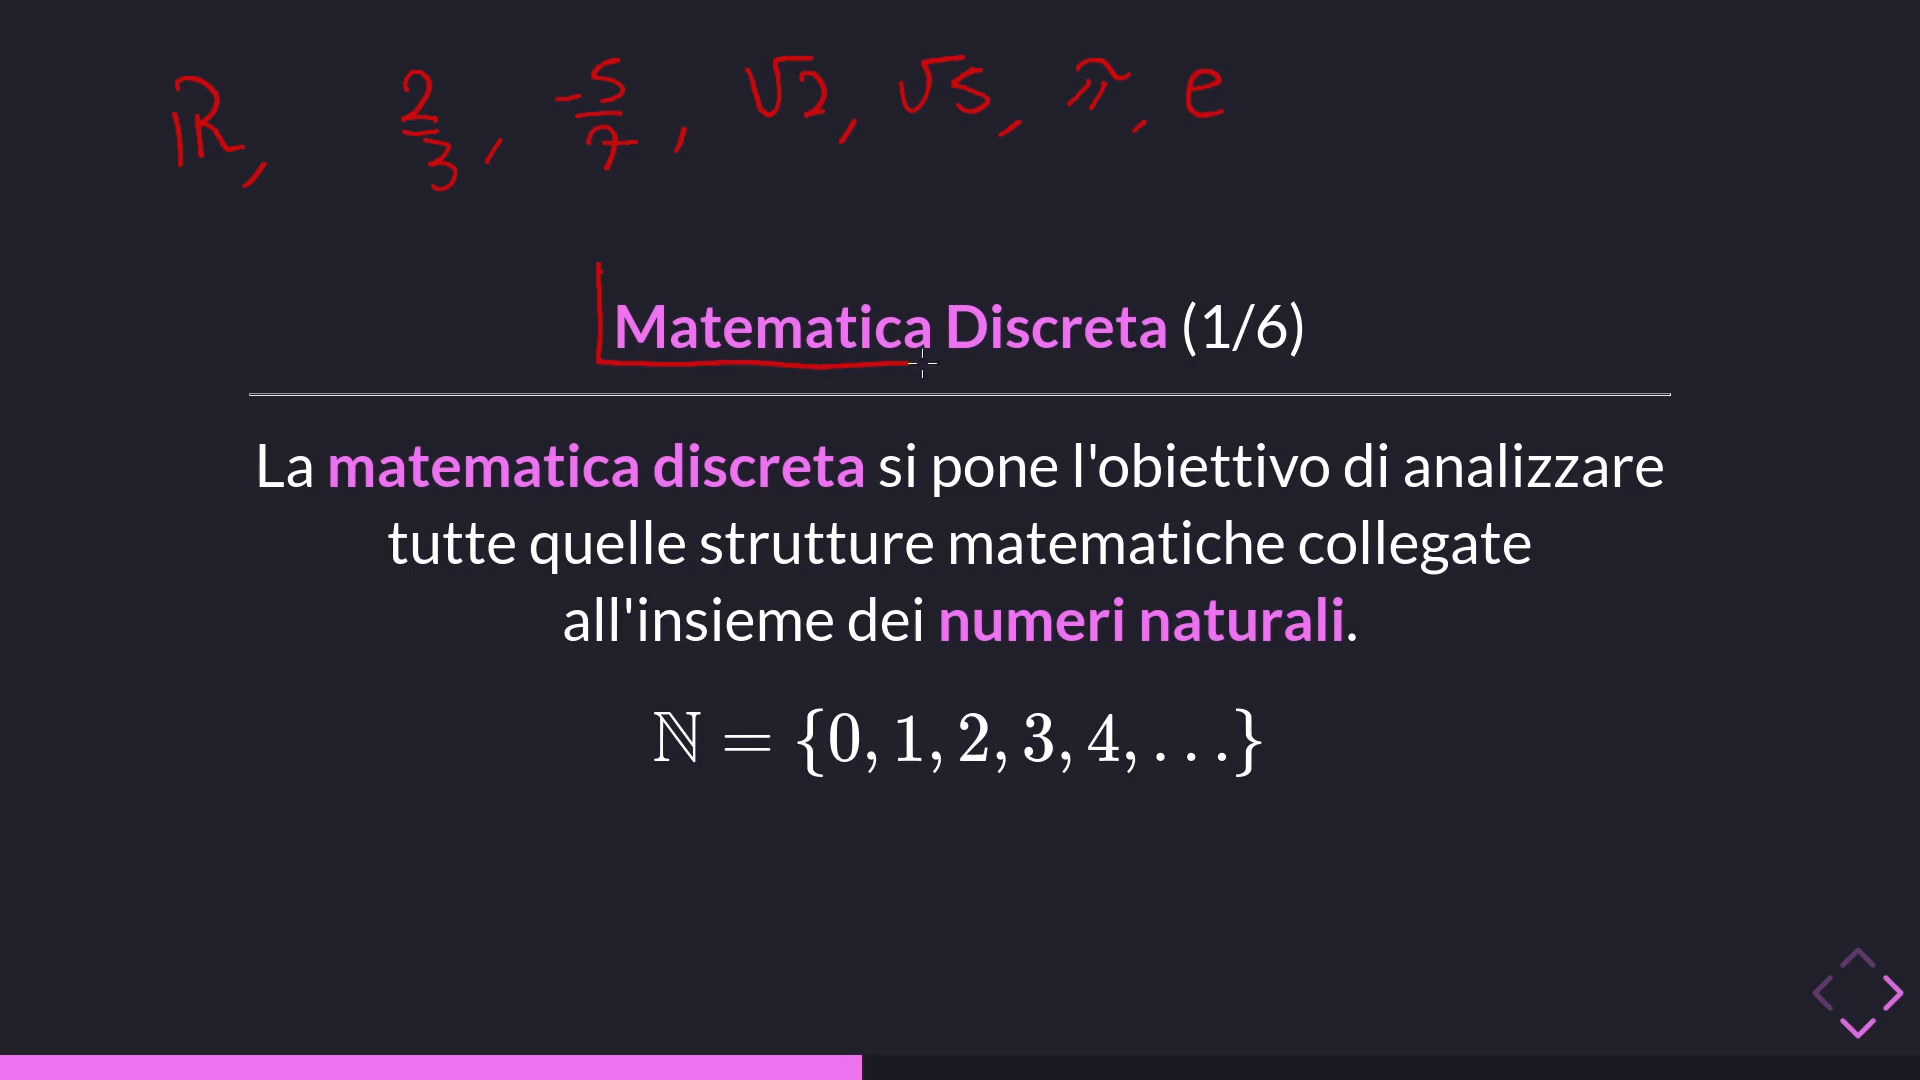 ℝ, 2/3, -5/7, √2, √5, π, e
Matematica Discreta (1/6)
La matematica discreta si pone l'obiettivo di analizzare
tutte quelle strutture matematiche collegate
all'insieme dei numeri naturali.
ℕ = {0, 1, 2, 3, 4, . . .}